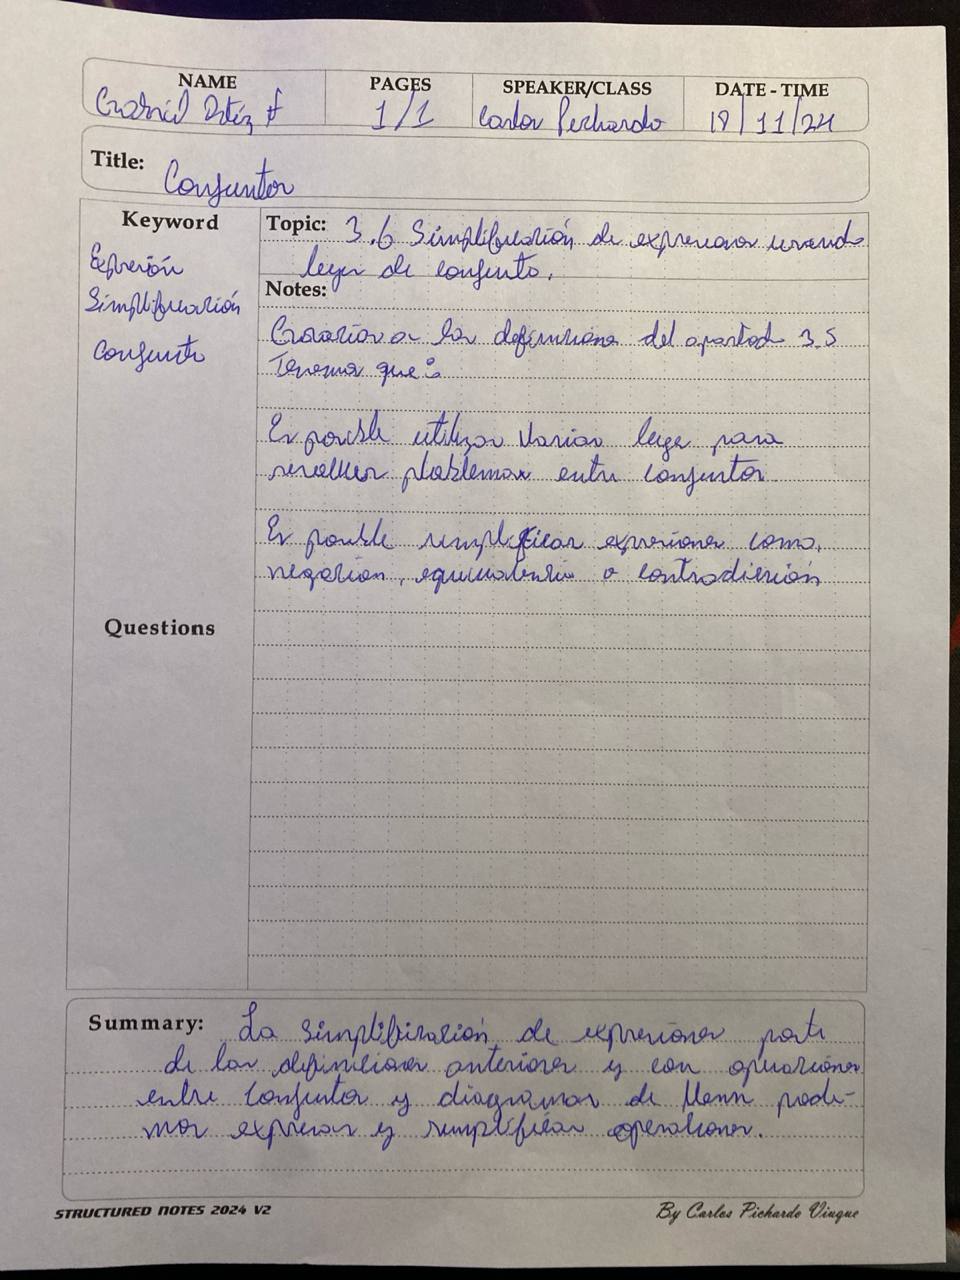 NAME PAGES SPEAKER/CLASS DATE - TIME
Gabriel Ortiz 1/1 Carlos Pichardo 18/11/24
Title: Conjuntos
Keyword
Expresión
Simplificación
Conjunto
Questions
Topic: 3.6 Simplificación de expresiones usando
leyes de conjunto.
Notes:
Gracias a las definiciones del apartado 3.5
Tenemos que:
Es posible utilizar varias leyes para
resolver problemas entre conjuntos
Es posible simplificar expresiones como,
negación, equivalencia o contradicción
Summary: La simplificación de expresiones parte
de las definiciones anteriores y con operaciones
entre conjuntos y diagramas de Venn pode-
mos expresar y simplificar operaciones.
STRUCTURED NOTES 2024 V2
By Carlos Pichardo Viuque